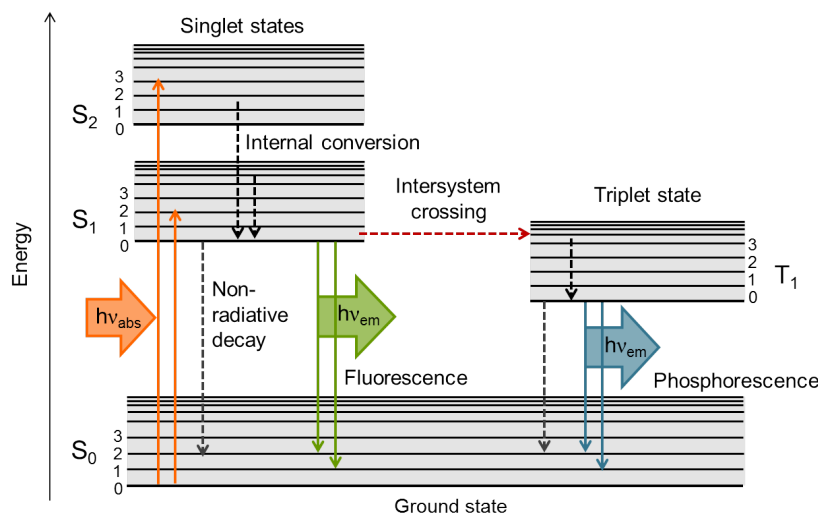 Singlet states
Energy
S2
3
2
1
0
Internal conversion
S1
3
2
1
0
Intersystem
crossing
Triplet state
3
2
1
0
T1
hνabs
Non-
radiative
decay
hνem
Fluorescence
hνem
Phosphorescence
S0
3
2
1
0
Ground state